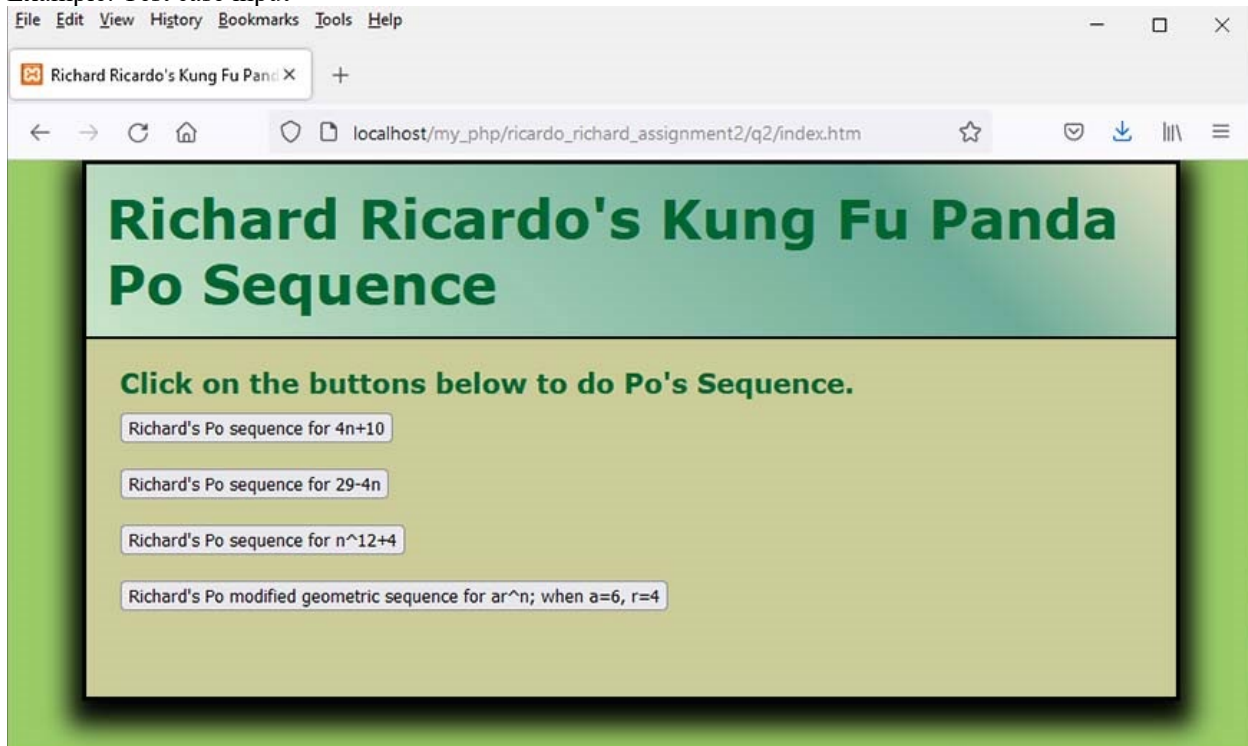 Example: Test case input
File Edit View History Bookmarks Tools Help
Richard Ricardo's Kung Fu Pand
localhost/my_php/ricardo_richard_assignment2/q2/index.htm
Richard Ricardo's Kung Fu Panda
Po Sequence
Click on the buttons below to do Po's Sequence.
Richard's Po sequence for 4n+10
Richard's Po sequence for 29-4n
Richard's Po sequence for n^12+4
Richard's Po modified geometric sequence for ar^n; when a=6, r=4